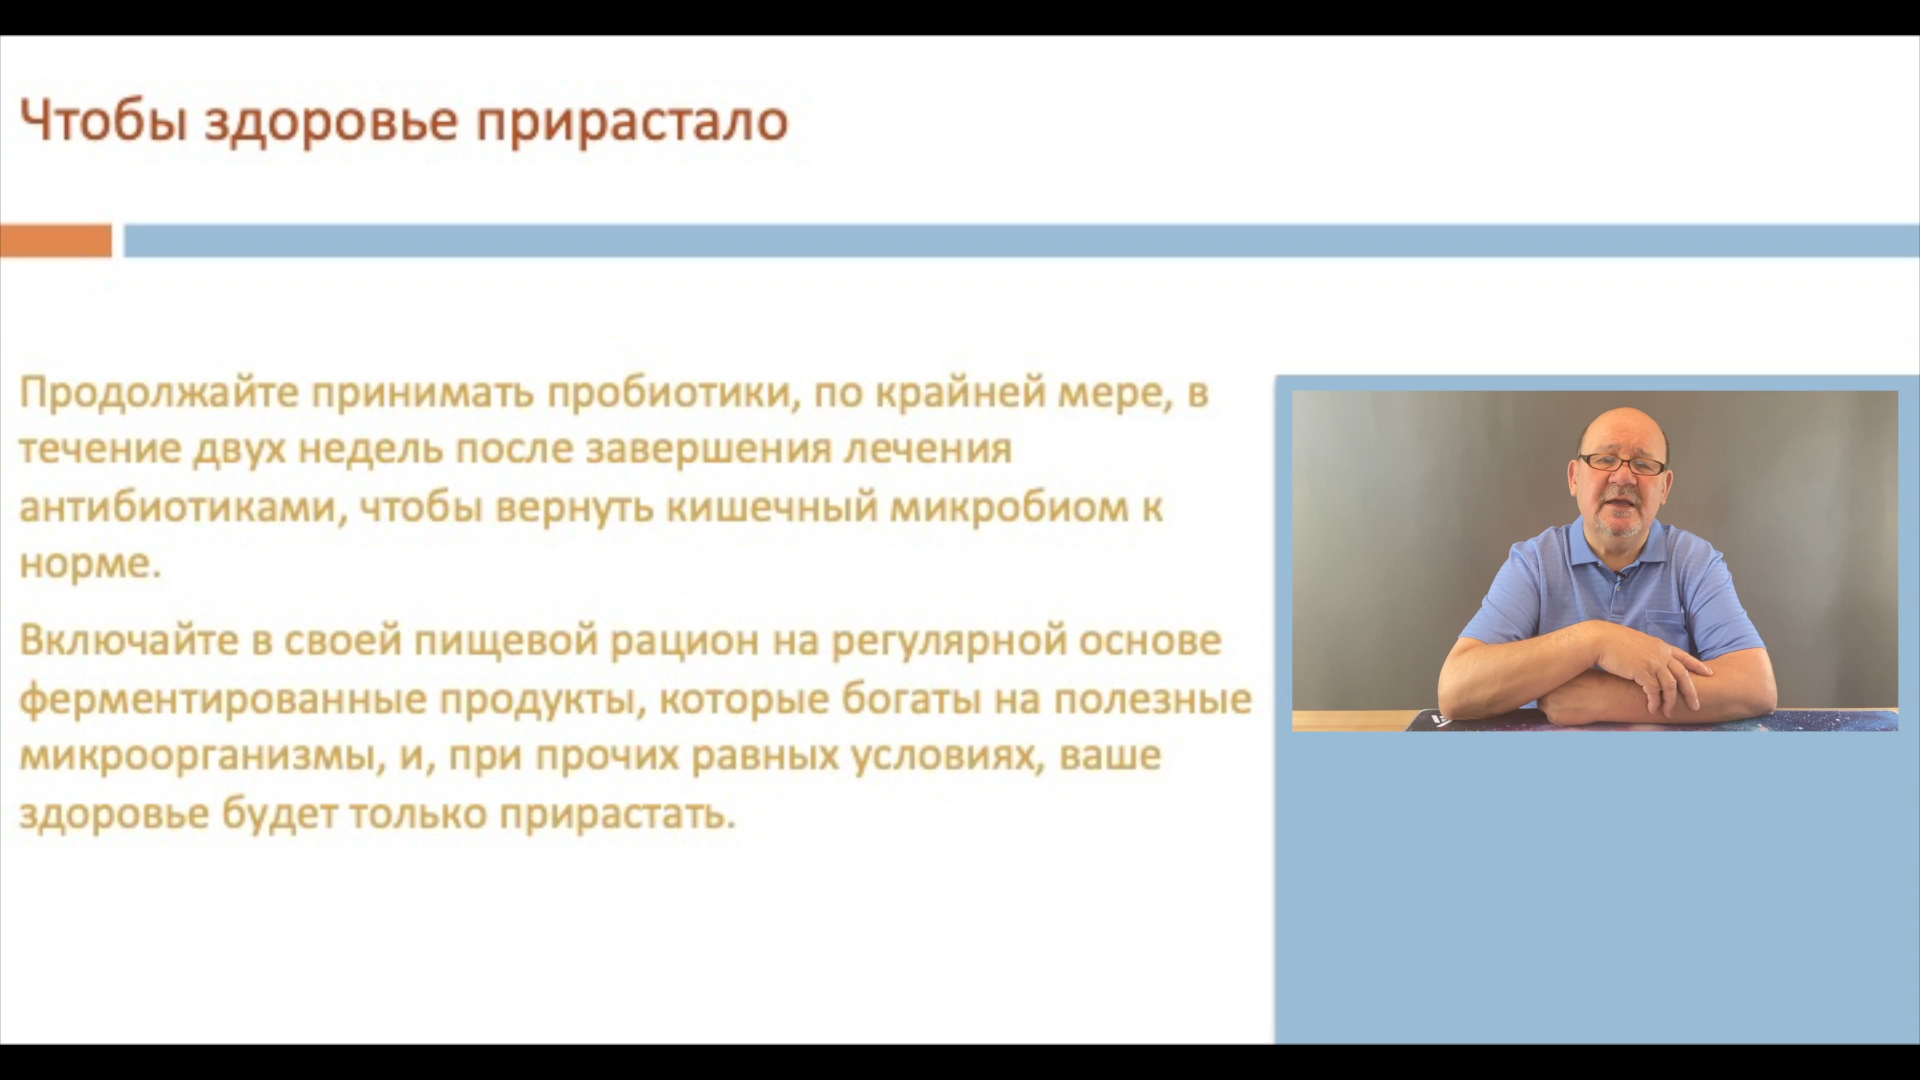 Чтобы здоровье прирастало
Продолжайте принимать пробиотики, по крайней мере, в
течение двух недель после завершения лечения
антибиотиками, чтобы вернуть кишечный микробиом к
норме.
Включайте в своей пищевой рацион на регулярной основе
ферментированные продукты, которые богаты на полезные
микроорганизмы, и, при прочих равных условиях, ваше
здоровье будет только прирастать.